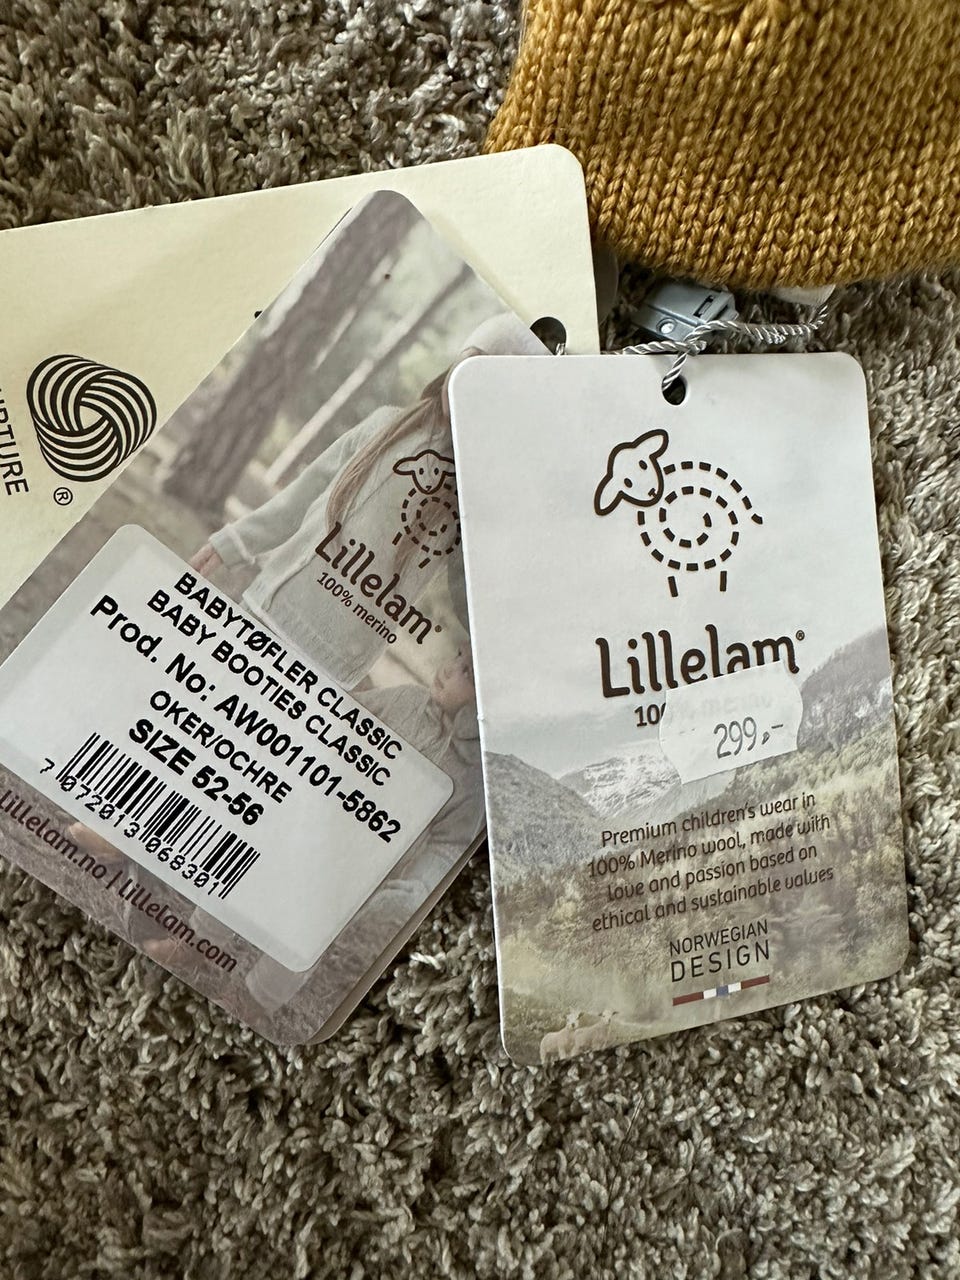 ®
Lillelam®
100% merino
BABYTØFLER CLASSIC
BABY BOOTIES CLASSIC
Prod. No: AW001101-5862
OKER/OCHRE
SIZE 52-56
7 072013 068301
lillelam.no | lillelam.com
Lillelam®
100% merino
299,-
Premium children's wear in
100% Merino wool, made with
love and passion based on
ethical and sustainable values
NORWEGIAN
DESIGN